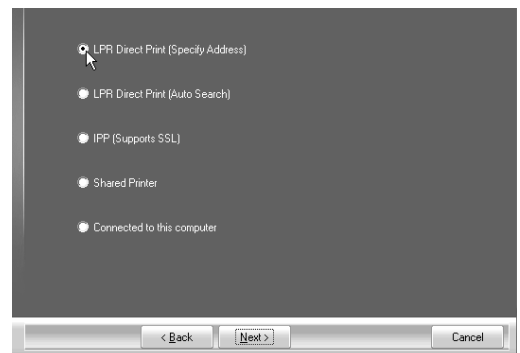 LPR Direct Print (Specify Address)
LPR Direct Print (Auto Search)
IPP (Supports SSL)
Shared Printer
Connected to this computer
< Back Next > Cancel